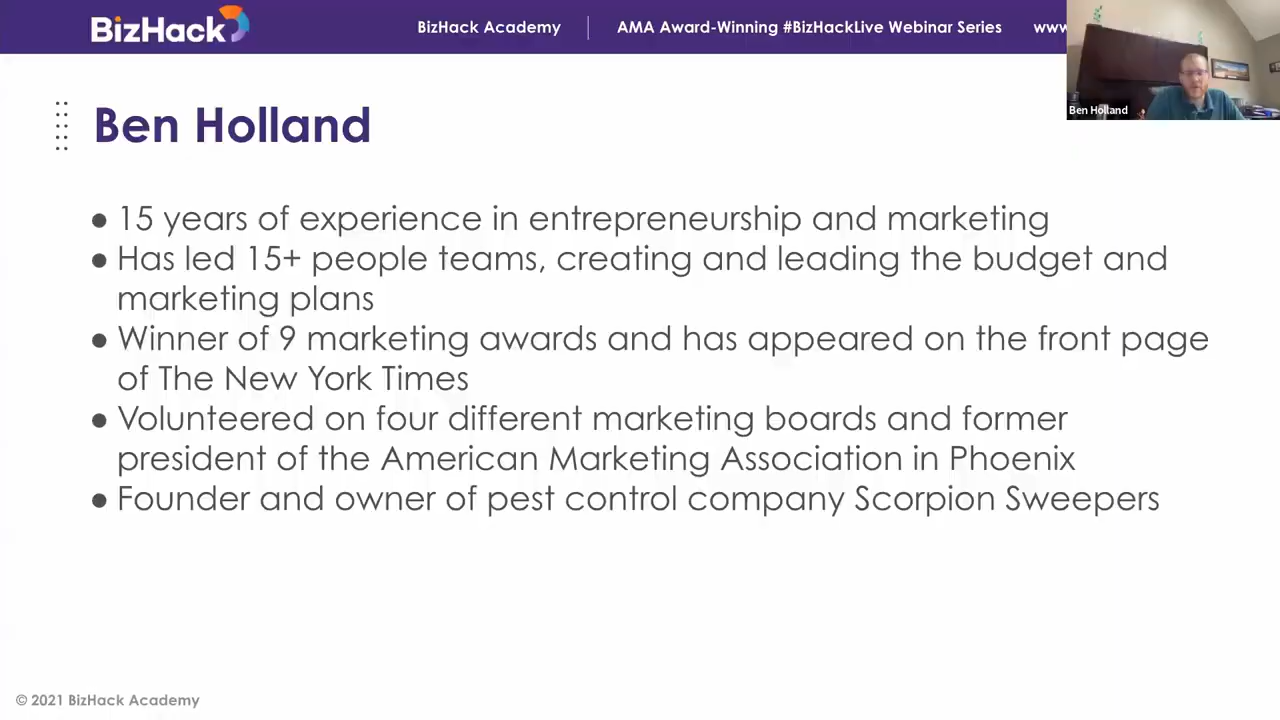 BizHack
BizHack Academy
AMA Award-Winning #BizHackLive Webinar Series
www
Ben Holland
Ben Holland
● 15 years of experience in entrepreneurship and marketing
● Has led 15+ people teams, creating and leading the budget and
marketing plans
● Winner of 9 marketing awards and has appeared on the front page
of The New York Times
● Volunteered on four different marketing boards and former
president of the American Marketing Association in Phoenix
● Founder and owner of pest control company Scorpion Sweepers
© 2021 BizHack Academy